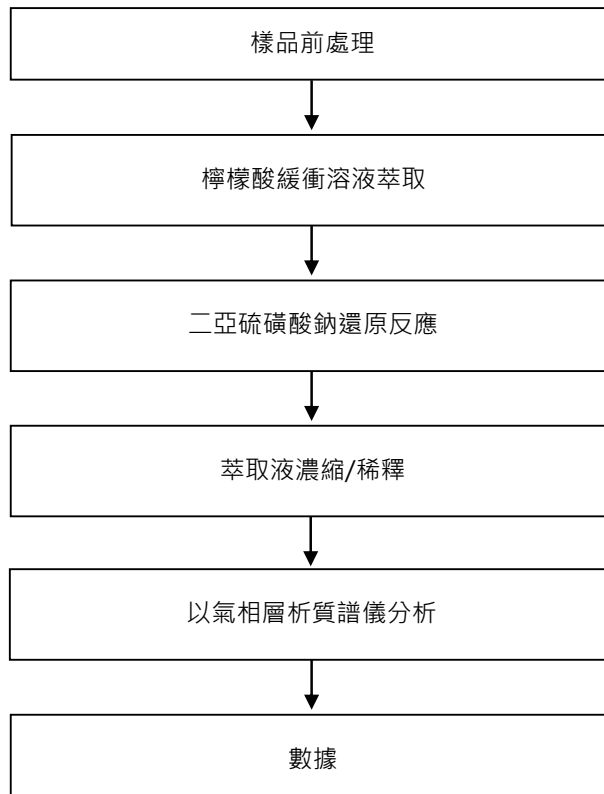 樣品前處理
檸檬酸緩衝溶液萃取
二亞硫磺酸鈉還原反應
萃取液濃縮/稀釋
以氣相層析質譜儀分析
數據